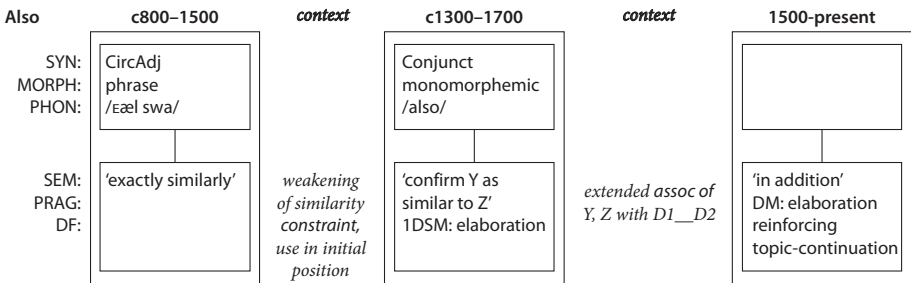 Also c800–1500 context c1300–1700 context 1500-present
SYN: CircAdj Conjunct
MORPH: phrase monomorphemic
PHON: /ᴇæl swa/ /also/
SEM: 'exactly similarly' weakening 'confirm Y as extended assoc of 'in addition'
PRAG: of similarity similar to Z' Y, Z with D1__D2 DM: elaboration
DF: constraint, 1DSM: elaboration reinforcing
use in initial topic-continuation
position